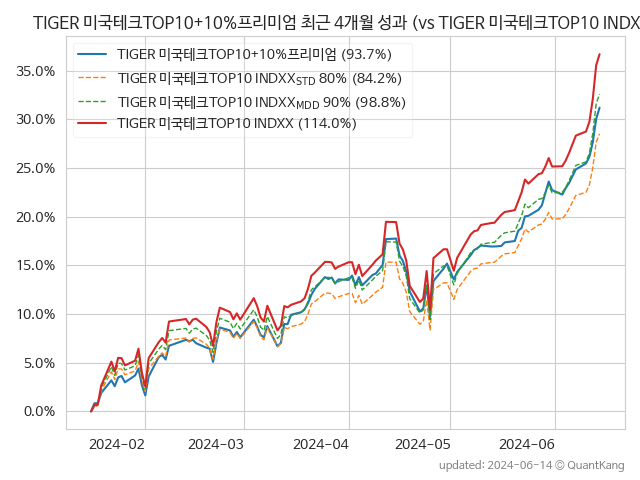 TIGER 미국테크TOP10+10%프리미엄 최근 4개월 성과 (vs TIGER 미국테크TOP10 INDX
TIGER 미국테크TOP10+10%프리미엄 (93.7%)
TIGER 미국테크TOP10 INDXX STD 80% (84.2%)
TIGER 미국테크TOP10 INDXX MDD 90% (98.8%)
TIGER 미국테크TOP10 INDXX (114.0%)
35.0%
30.0%
25.0%
20.0%
15.0%
10.0%
5.0%
0.0%
2024-02 2024-03 2024-04 2024-05 2024-06
updated: 2024-06-14 © QuantKang